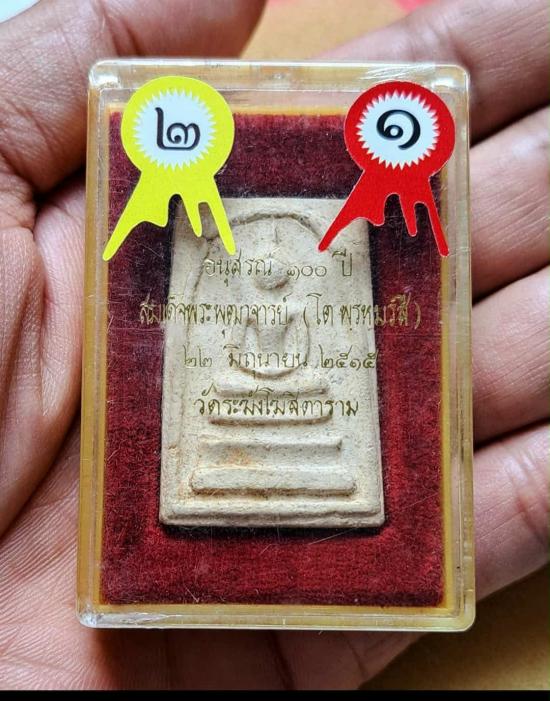 ๒ ๑
อนุสรณ์ ๑๐๐ ปี
สมเด็จพระพุฒาจารย์ (โต พรหมรังสี)
๒๒ มิถุนายน ๒๕๑๕
วัดระฆังโฆสิตาราม